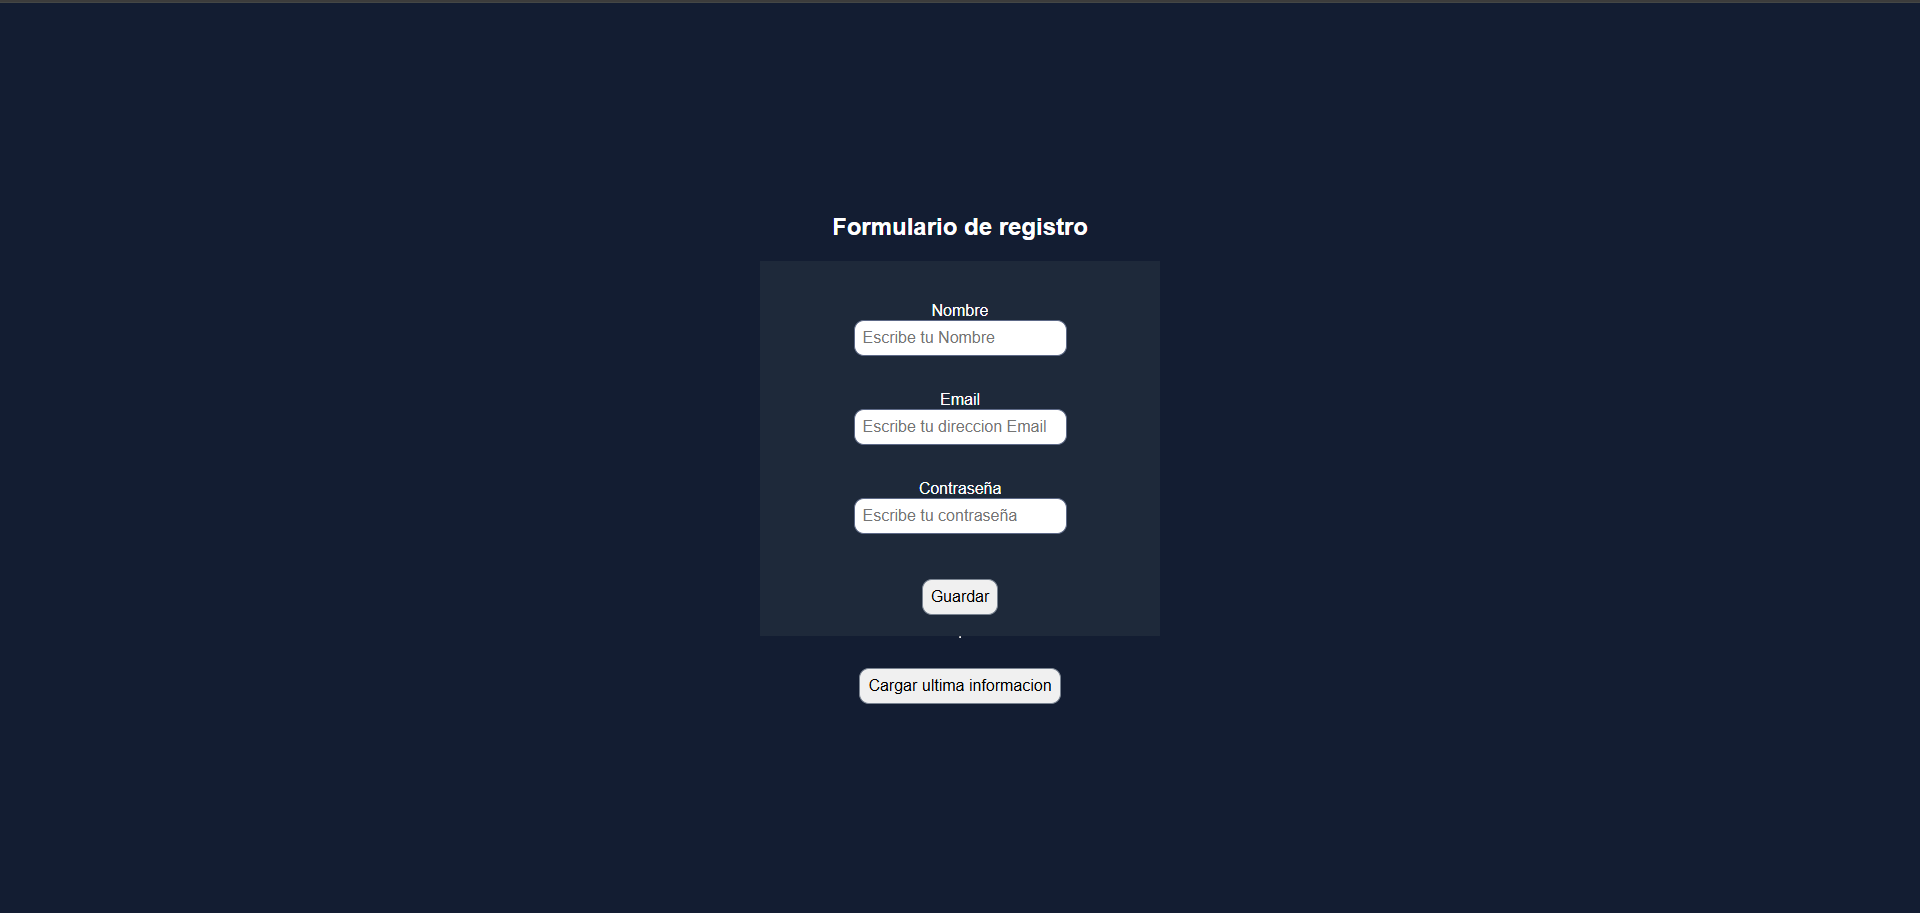 Formulario de registro
Nombre
Escribe tu Nombre
Email
Escribe tu direccion Email
Contraseña
Escribe tu contraseña
Guardar
Cargar ultima informacion